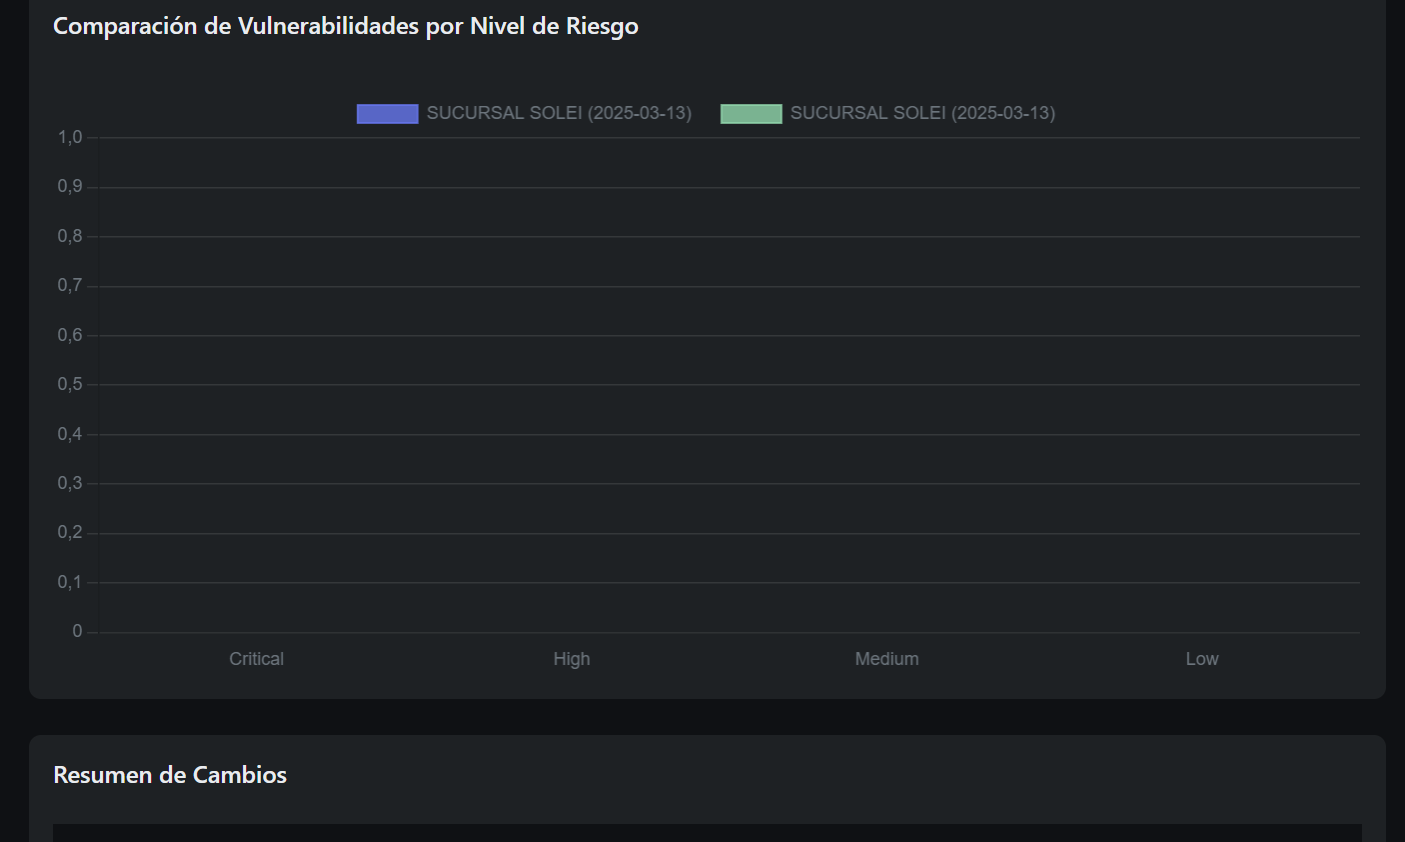 Comparación de Vulnerabilidades por Nivel de Riesgo
SUCURSAL SOLEI (2025-03-13) SUCURSAL SOLEI (2025-03-13)
1,0
0,9
0,8
0,7
0,6
0,5
0,4
0,3
0,2
0,1
0
Critical High Medium Low
Resumen de Cambios